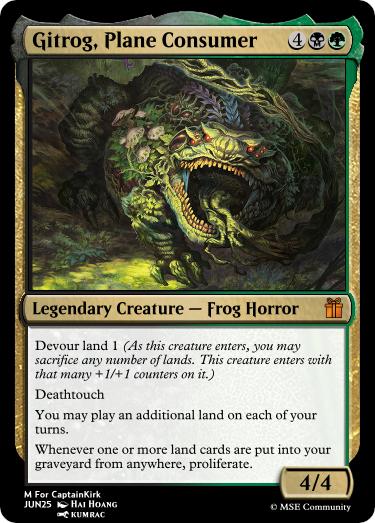 Gitrog, Plane Consumer 4
Legendary Creature — Frog Horror
Devour land 1 (As this creature enters, you may
sacrifice any number of lands. This creature enters with
that many +1/+1 counters on it.)
Deathtouch
You may play an additional land on each of your
turns.
Whenever one or more land cards are put into your
graveyard from anywhere, proliferate.
4/4
M For CaptainKirk
JUN25 Hai Hoang
KUMRAC
© MSE Community